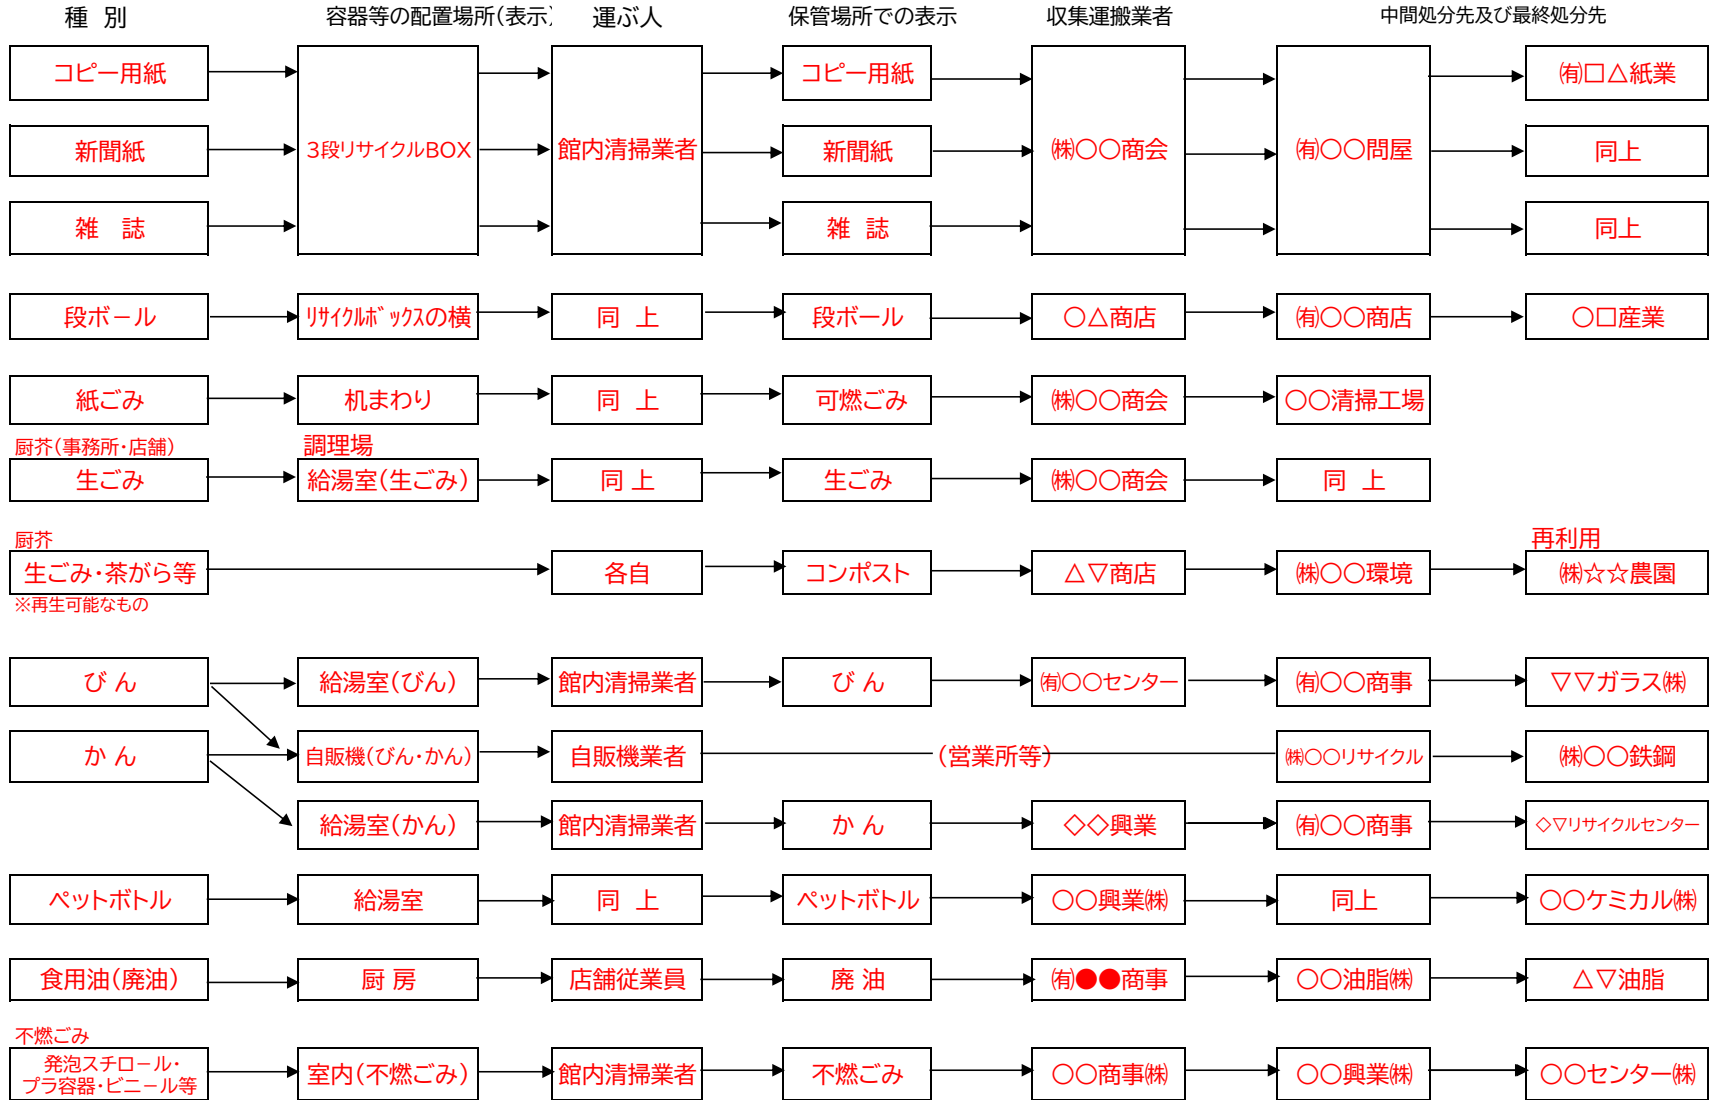 種 別 容器等の配置場所(表示) 運ぶ人 保管場所での表示 収集運搬業者 中間処分先及び最終処分先
コピー用紙 コピー用紙 ㈲□△紙業
新聞紙 3段リサイクルBOX 館内清掃業者 新聞紙 ㈱○○商会 ㈲○○問屋 同上
雑 誌 雑 誌 同上
段ボール リサイクルボックスの横 同 上 段ボール ○△商店 ㈲○○商店 ○□産業
紙ごみ 机まわり 同 上 可燃ごみ ㈱○○商会 ○○清掃工場
厨芥(事務所・店舗) 調理場
生ごみ 給湯室(生ごみ) 同 上 生ごみ ㈱○○商会 同 上
厨芥 再利用
生ごみ・茶がら等 各自 コンポスト △▽商店 ㈱○○環境 ㈱☆☆農園
※再生可能なもの
び ん 給湯室(びん) 館内清掃業者 び ん ㈲○○センター ㈲○○商事 ▽▽ガラス㈱
か ん 自販機(びん・かん) 自販機業者 (営業所等) ㈱○○リサイクル ㈱○○鉄鋼
給湯室(かん) 館内清掃業者 か ん ◇◇興業 ㈲○○商事 ◇▽リサイクルセンター
ペットボトル 給湯室 同 上 ペットボトル ○○興業㈱ 同上 ○○ケミカル㈱
食用油(廃油) 厨 房 店舗従業員 廃 油 ㈲●●商事 ○○油脂㈱ △▽油脂
不燃ごみ
発泡スチロール・
プラ容器・ビニール等 室内(不燃ごみ) 館内清掃業者 不燃ごみ ○○商事㈱ ○○興業㈱ ○○センター㈱